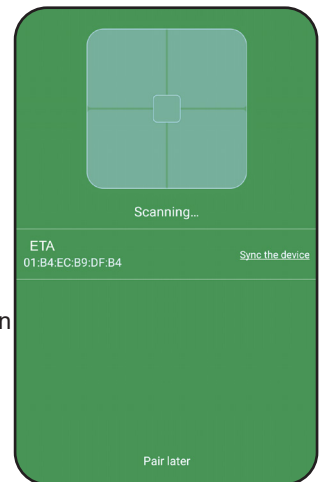 Scanning...
ETA
01:B4:EC:B9:DF:B4
Sync the device
n
Pair later